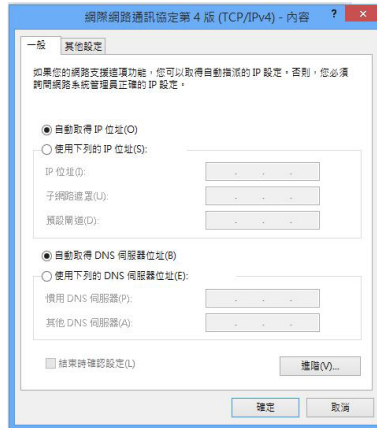 網際網路通訊協定第 4 版 (TCP/IPv4) - 內容
一般
其他設定
如果您的網路支援這項功能，您可以取得自動指派的 IP 設定。否則，您必須
詢問網路系統管理員正確的 IP 設定。
自動取得 IP 位址(O)
使用下列的 IP 位址(S):
IP 位址(I):
子網路遮罩(U):
預設閘道(D):
自動取得 DNS 伺服器位址(B)
使用下列的 DNS 伺服器位址(E):
慣用 DNS 伺服器(P):
其他 DNS 伺服器(A):
結束時確認設定(L)
進階(V)...
確定
取消